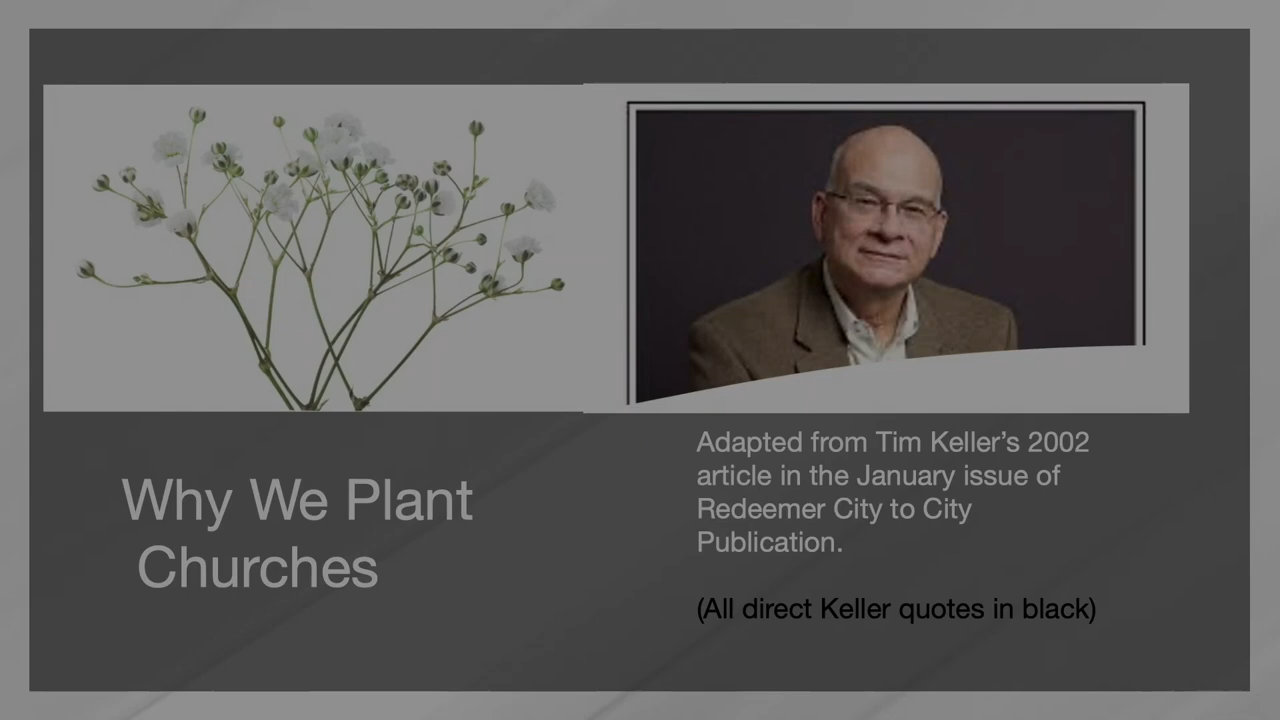 Why We Plant
Churches
Adapted from Tim Keller’s 2002
article in the January issue of
Redeemer City to City
Publication.
(All direct Keller quotes in black)